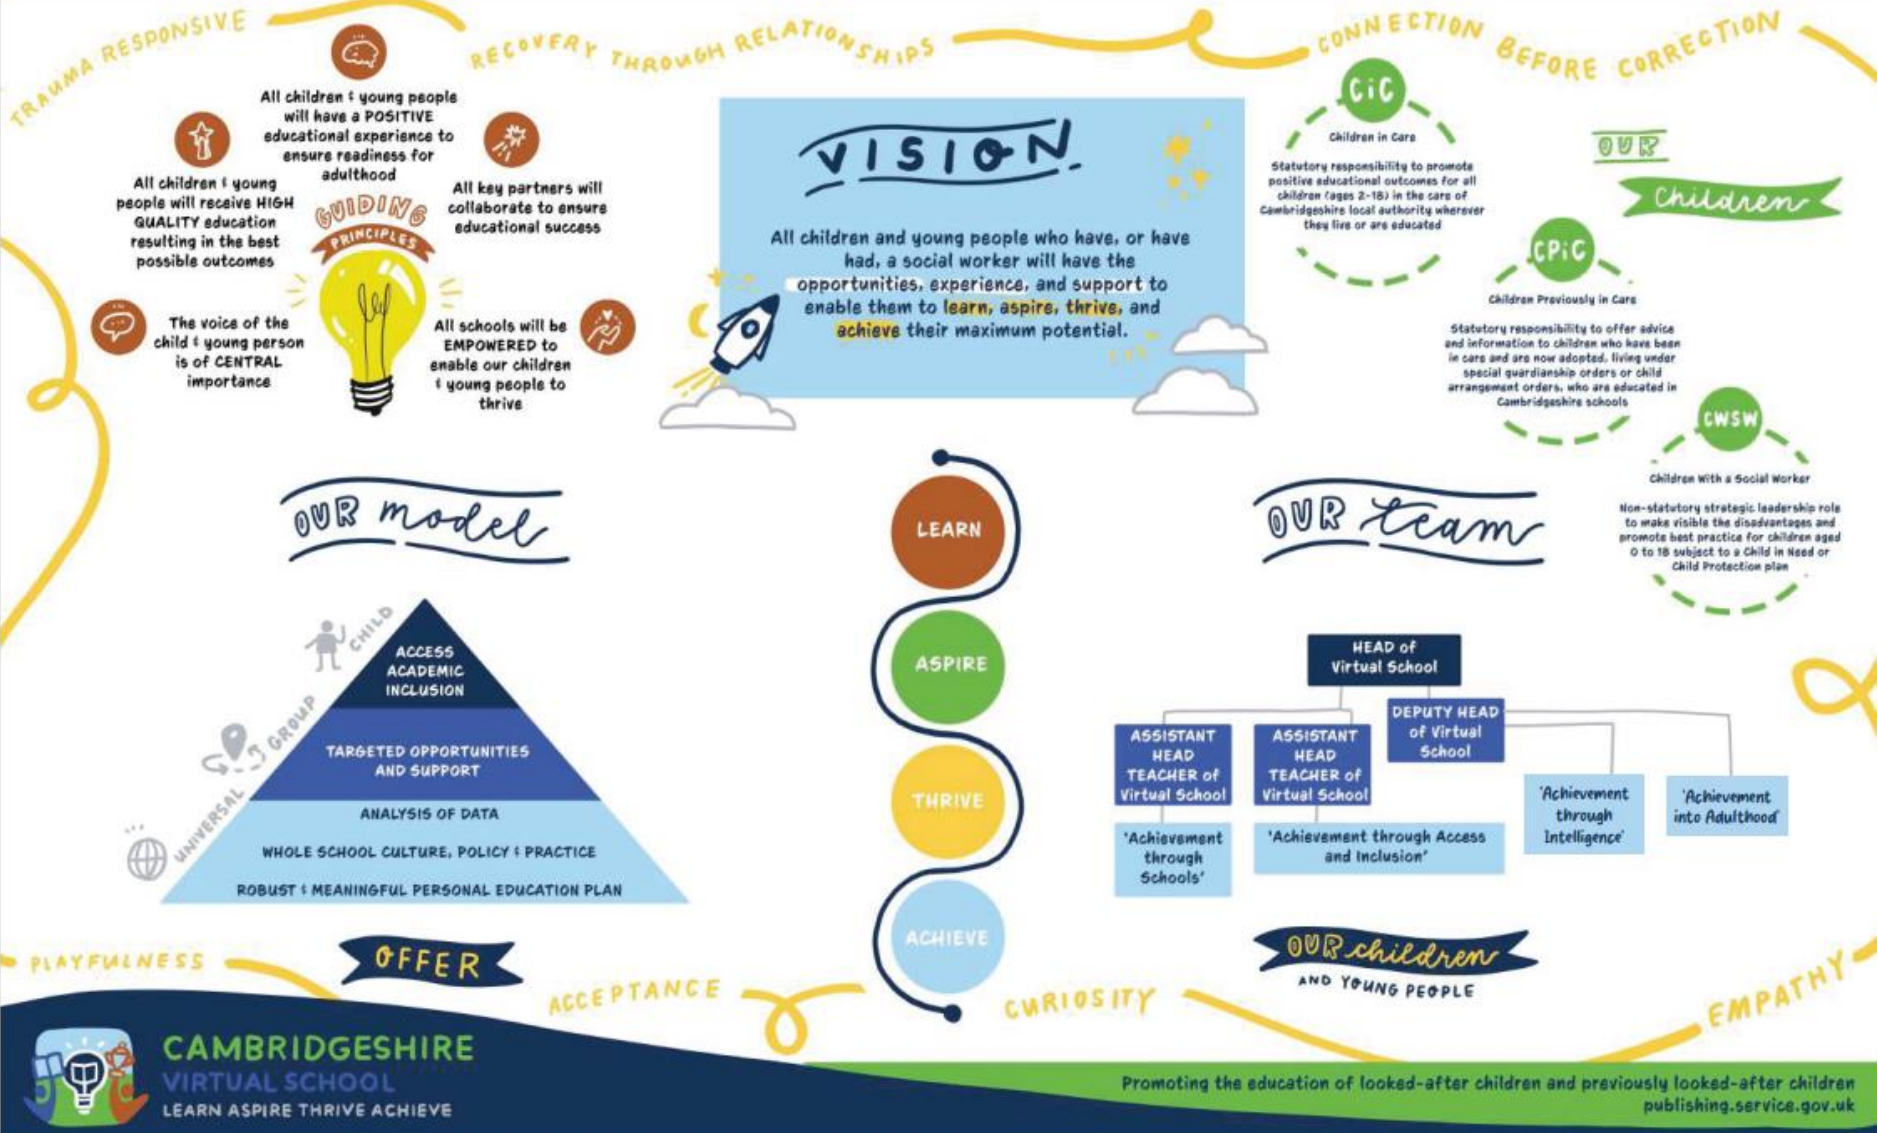 TRAUMA RESPONSIVE
RECOVERY THROUGH RELATIONSHIPS
CONNECTION BEFORE CORRECTION
All children & young people
will have a POSITIVE
educational experience to
ensure readiness for
adulthood
All children & young
people will receive HIGH
QUALITY education
resulting in the best
possible outcomes
All key partners will
collaborate to ensure
educational success
GUIDING
PRINCIPLES
The voice of the
child & young person
is of CENTRAL
importance
All schools will be
EMPOWERED to
enable our children
& young people to
thrive
VISION
All children and young people who have, or have
had, a social worker will have the
opportunities, experience, and support to
enable them to learn, aspire, thrive, and
achieve their maximum potential.
OUR
Children
CiC
Children in Care
Statutory responsibility to promote
positive educational outcomes for all
children (ages 2-18) in the care of
Cambridgeshire local authority wherever
they live or are educated
CPiC
Children Previously in Care
Statutory responsibility to offer advice
and information to children who have been
in care and are now adopted, living under
special guardianship orders or child
arrangement orders, who are educated in
Cambridgeshire schools
CWSW
Children With a Social Worker
Non-statutory strategic leadership role
to make visible the disadvantages and
promote best practice for children aged
0 to 18 subject to a Child in Need or
Child Protection plan
OUR model
CHILD
GROUP
UNIVERSAL
ACCESS
ACADEMIC
INCLUSION
TARGETED OPPORTUNITIES
AND SUPPORT
ANALYSIS OF DATA
WHOLE SCHOOL CULTURE, POLICY & PRACTICE
ROBUST & MEANINGFUL PERSONAL EDUCATION PLAN
OFFER
LEARN
ASPIRE
THRIVE
ACHIEVE
OUR team
HEAD of
Virtual School
DEPUTY HEAD
of Virtual
School
ASSISTANT
HEAD
TEACHER of
Virtual School
ASSISTANT
HEAD
TEACHER of
Virtual School
'Achievement
through
Schools'
'Achievement through Access
and Inclusion'
'Achievement
through
Intelligence'
'Achievement
into Adulthood'
OUR children
AND YOUNG PEOPLE
PLAYFULNESS
ACCEPTANCE
CURIOSITY
EMPATHY
CAMBRIDGESHIRE
VIRTUAL SCHOOL
LEARN ASPIRE THRIVE ACHIEVE
Promoting the education of looked-after children and previously looked-after children
publishing.service.gov.uk